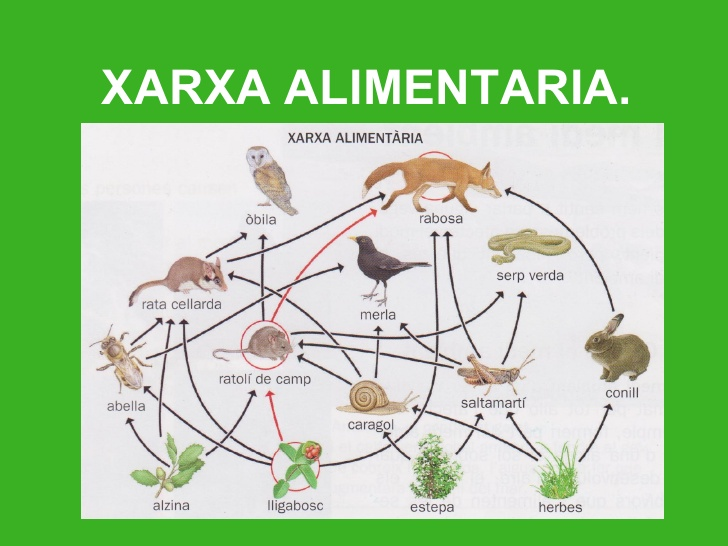 XARXA ALIMENTARIA.
XARXA ALIMENTÀRIA
òbila
rabosa
serp verda
rata cellarda
merla
ratolí de camp
conill
abella
saltamartí
caragol
alzina
lligabosc
estepa
herbes